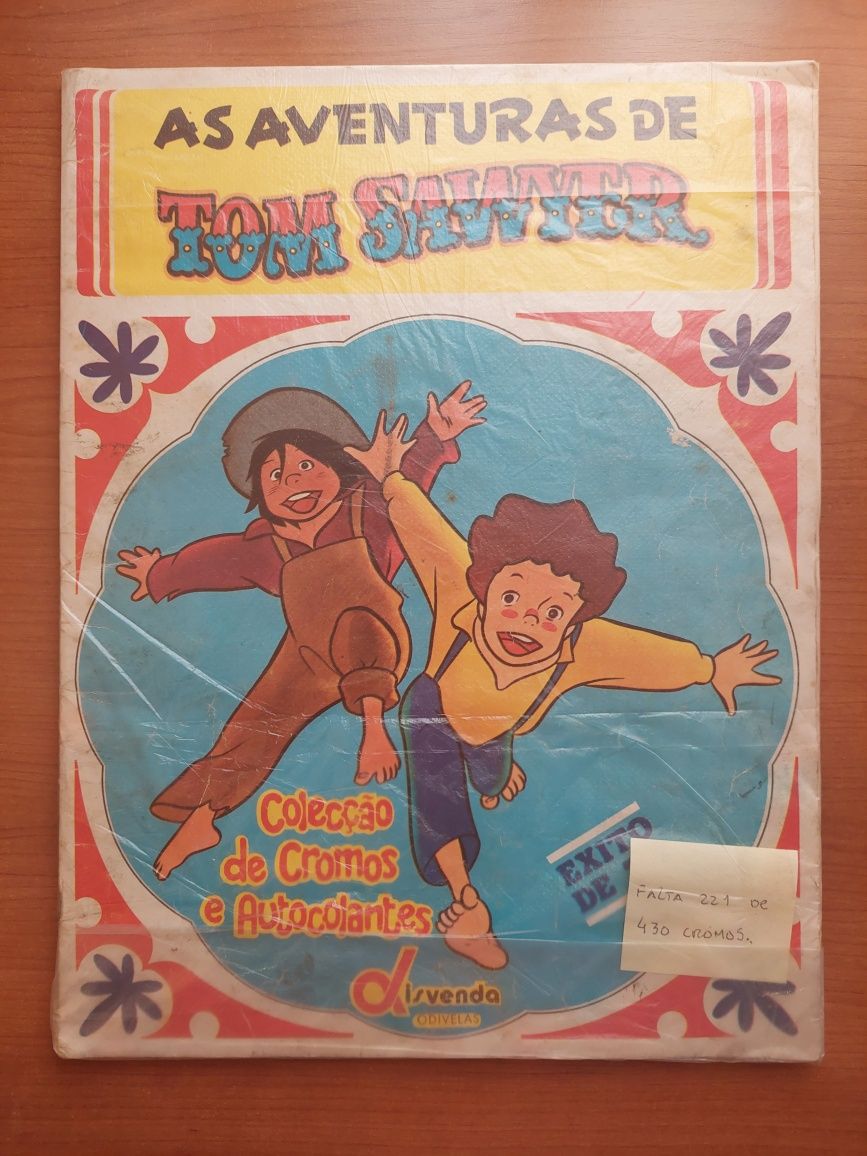 AS AVENTURAS DE
TOM SAWYER
Colecção
de Cromos
e Autocolantes
EXITO
DE
FALTA 221 DE
430 CROMOS.
disvenda
ODIVELAS